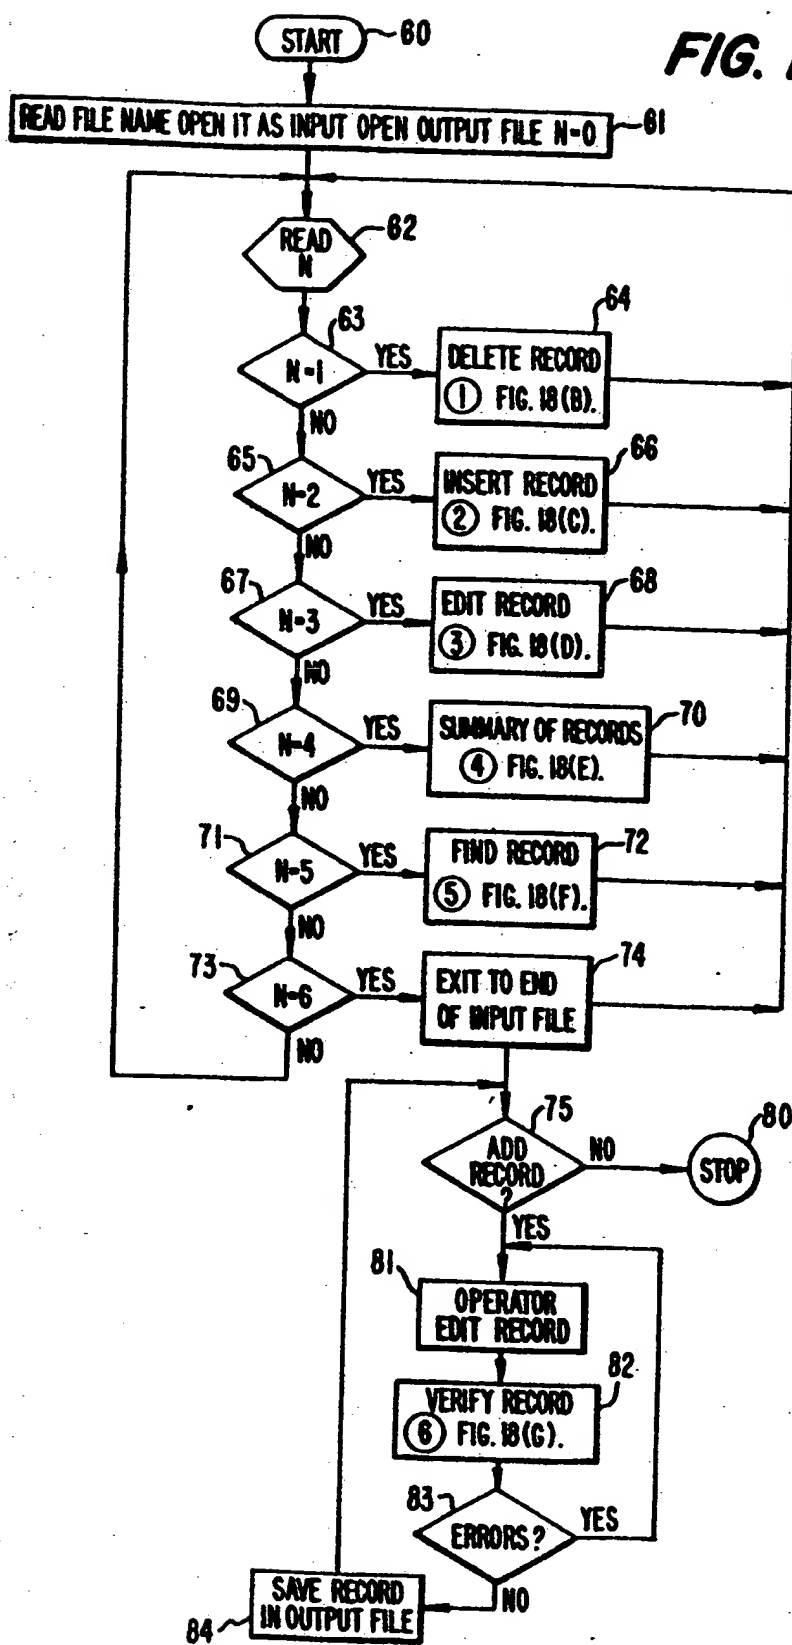 START
60
FIG.
READ FILE NAME OPEN IT AS INPUT OPEN OUTPUT FILE N=0
61
READ
N
62
63
N=1
YES
NO
64
DELETE RECORD
1 FIG. 18(B).
65
N=2
YES
NO
66
INSERT RECORD
2 FIG. 18(C).
67
N=3
YES
NO
68
EDIT RECORD
3 FIG. 18(D).
69
N=4
YES
NO
70
SUMMARY OF RECORDS
4 FIG. 18(E).
71
N=5
YES
NO
72
FIND RECORD
5 FIG. 18(F).
73
N=6
YES
NO
74
EXIT TO END
OF INPUT FILE
75
ADD
RECORD
?
NO
80
STOP
YES
81
OPERATOR
EDIT RECORD
82
VERIFY RECORD
6 FIG. 18(G).
83
ERRORS?
YES
NO
SAVE RECORD
IN OUTPUT FILE
84